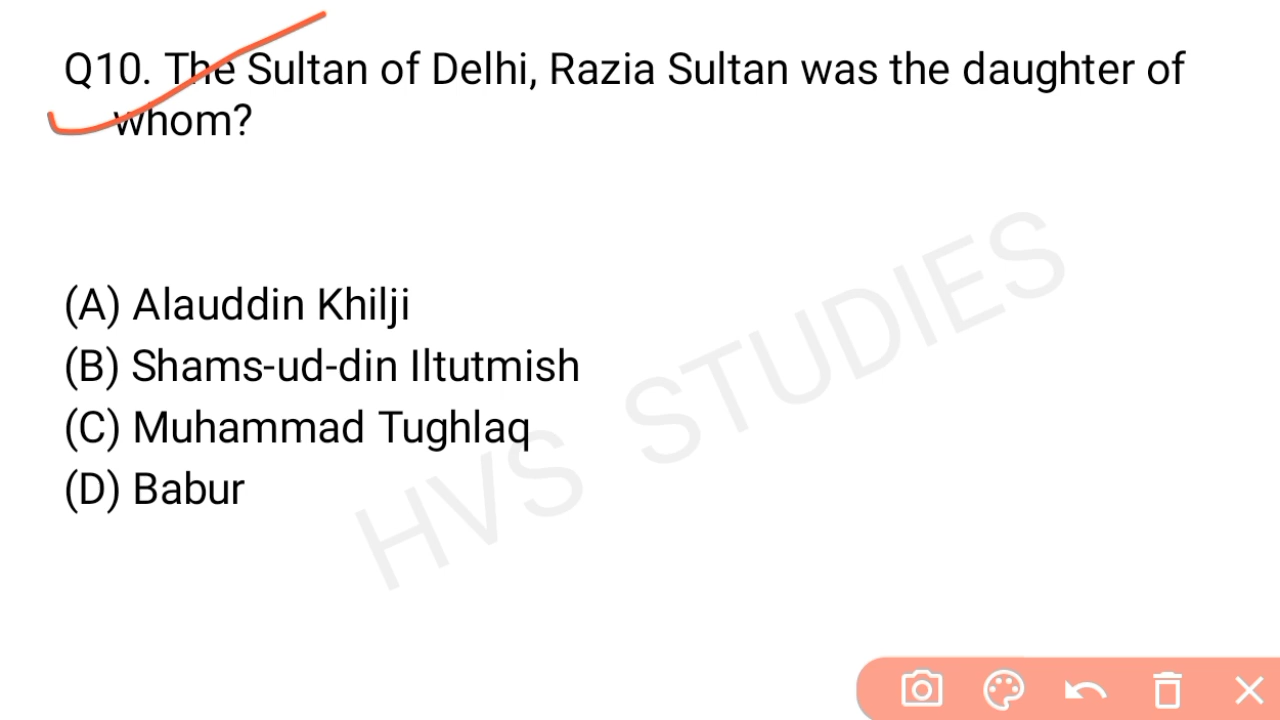 Q10. The Sultan of Delhi, Razia Sultan was the daughter of
whom?
(A) Alauddin Khilji
(B) Shams-ud-din Iltutmish
(C) Muhammad Tughlaq
(D) Babur
HVS STUDIES